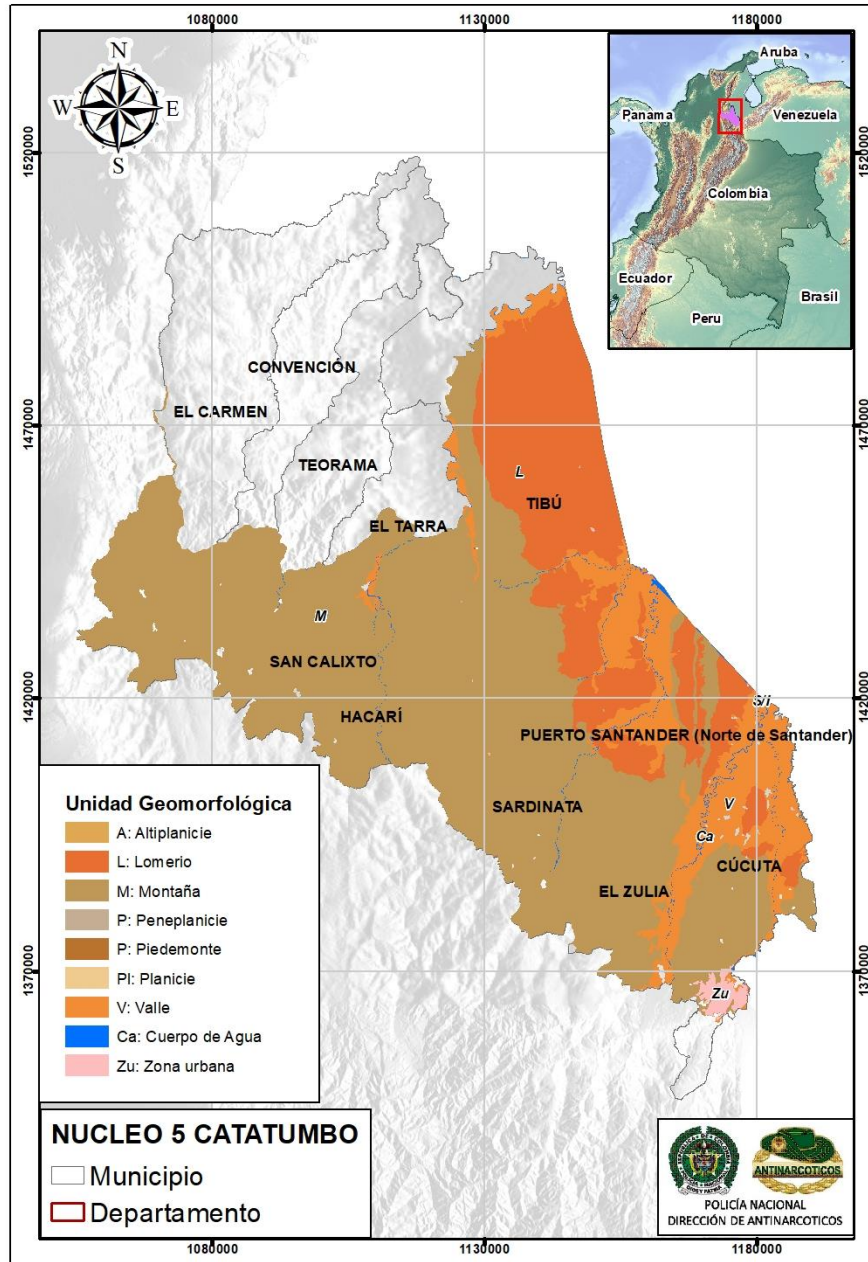 1080000
1130000
1180000
N
W
E
S
1520000
1520000
Aruba
Panama
Venezuela
Colombia
Ecuador
Brasil
Peru
CONVENCIÓN
EL CARMEN
1470000
1470000
TEORAMA
L
TIBÚ
EL TARRA
M
SAN CALIXTO
HACARÍ
1420000
1420000
S/i
PUERTO SANTANDER (Norte de Santander)
SARDINATA
V
Ca
CÚCUTA
EL ZULIA
1370000
1370000
Zu
Unidad Geomorfológica
A: Altiplanicie
L: Lomerio
M: Montaña
P: Peneplanicie
P: Piedemonte
Pl: Planicie
V: Valle
Ca: Cuerpo de Agua
Zu: Zona urbana
NUCLEO 5 CATATUMBO
Municipio
Departamento
ANTINARCOTICOS
POLICÍA NACIONAL
DIRECCIÓN DE ANTINARCOTICOS
1080000
1130000
1180000